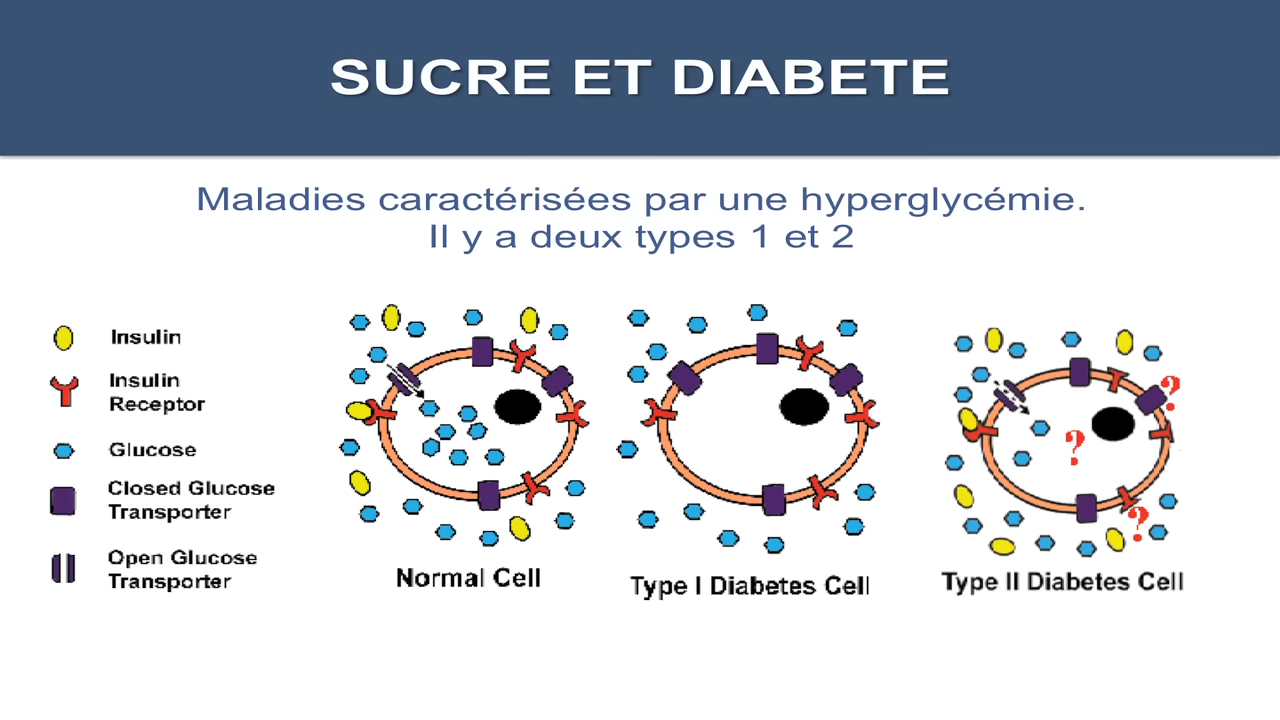 SUCRE ET DIABETE
Maladies caractérisées par une hyperglycémie.
Il y a deux types 1 et 2
Insulin
Insulin
Receptor
Glucose
Closed Glucose
Transporter
Open Glucose
Transporter
?
?
?
Normal Cell
Type I Diabetes Cell
Type II Diabetes Cell